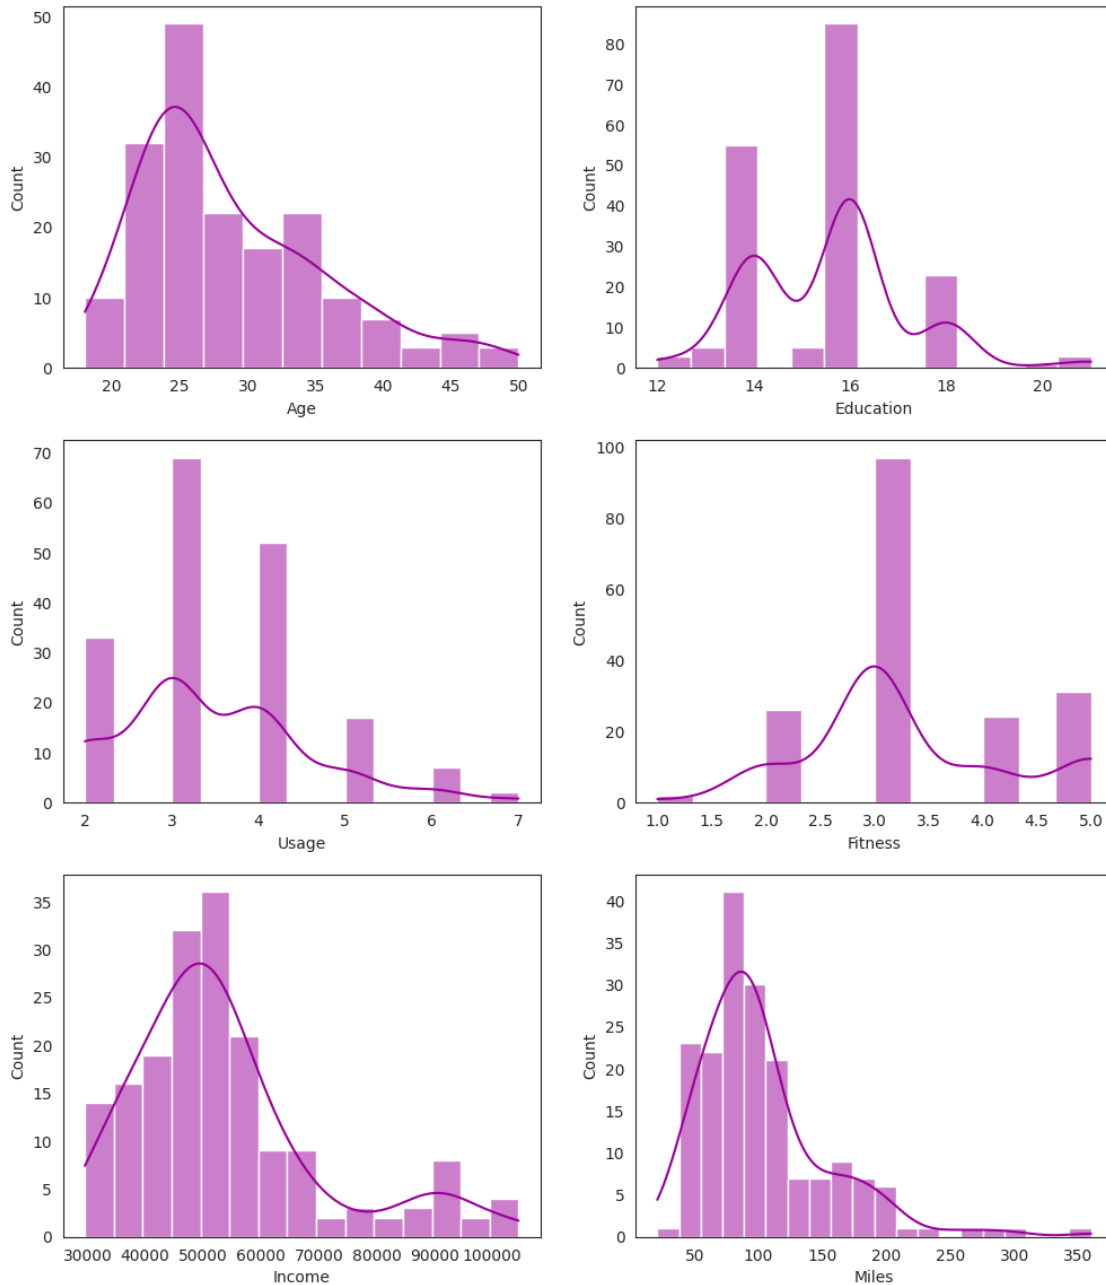 50
40
30
20
10
0
Count
20 25 30 35 40 45 50
Age
80
70
60
50
40
30
20
10
0
Count
12 14 16 18 20
Education
70
60
50
40
30
20
10
0
Count
2 3 4 5 6 7
Usage
100
80
60
40
20
0
Count
1.0 1.5 2.0 2.5 3.0 3.5 4.0 4.5 5.0
Fitness
35
30
25
20
15
10
5
0
Count
30000 40000 50000 60000 70000 80000 90000 100000
Income
40
35
30
25
20
15
10
5
0
Count
50 100 150 200 250 300 350
Miles